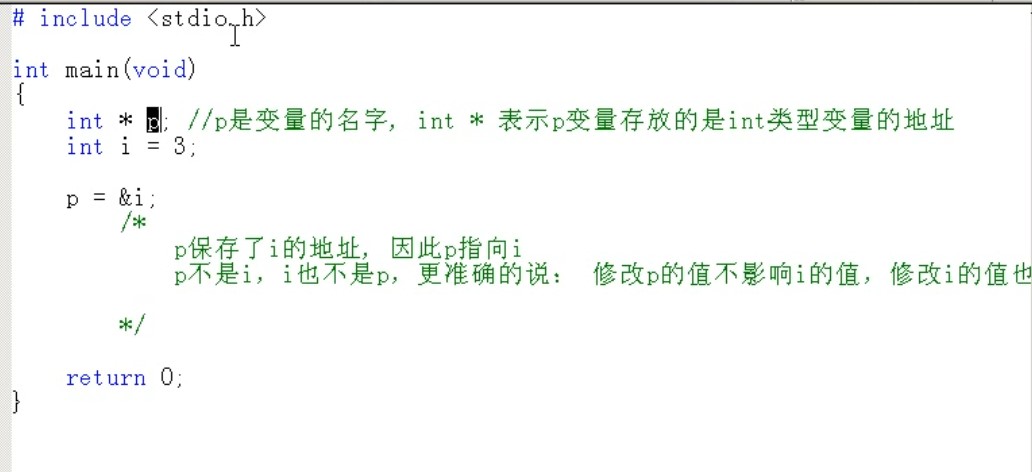 # include <stdio.h>
int main(void)
{
int * p; //p是变量的名字, int * 表示p变量存放的是int类型变量的地址
int i = 3;
p = &i;
/*
p保存了i的地址, 因此p指向i
p不是i, i也不是p, 更准确的说: 修改p的值不影响i的值, 修改i的值也
*/
return 0;
}